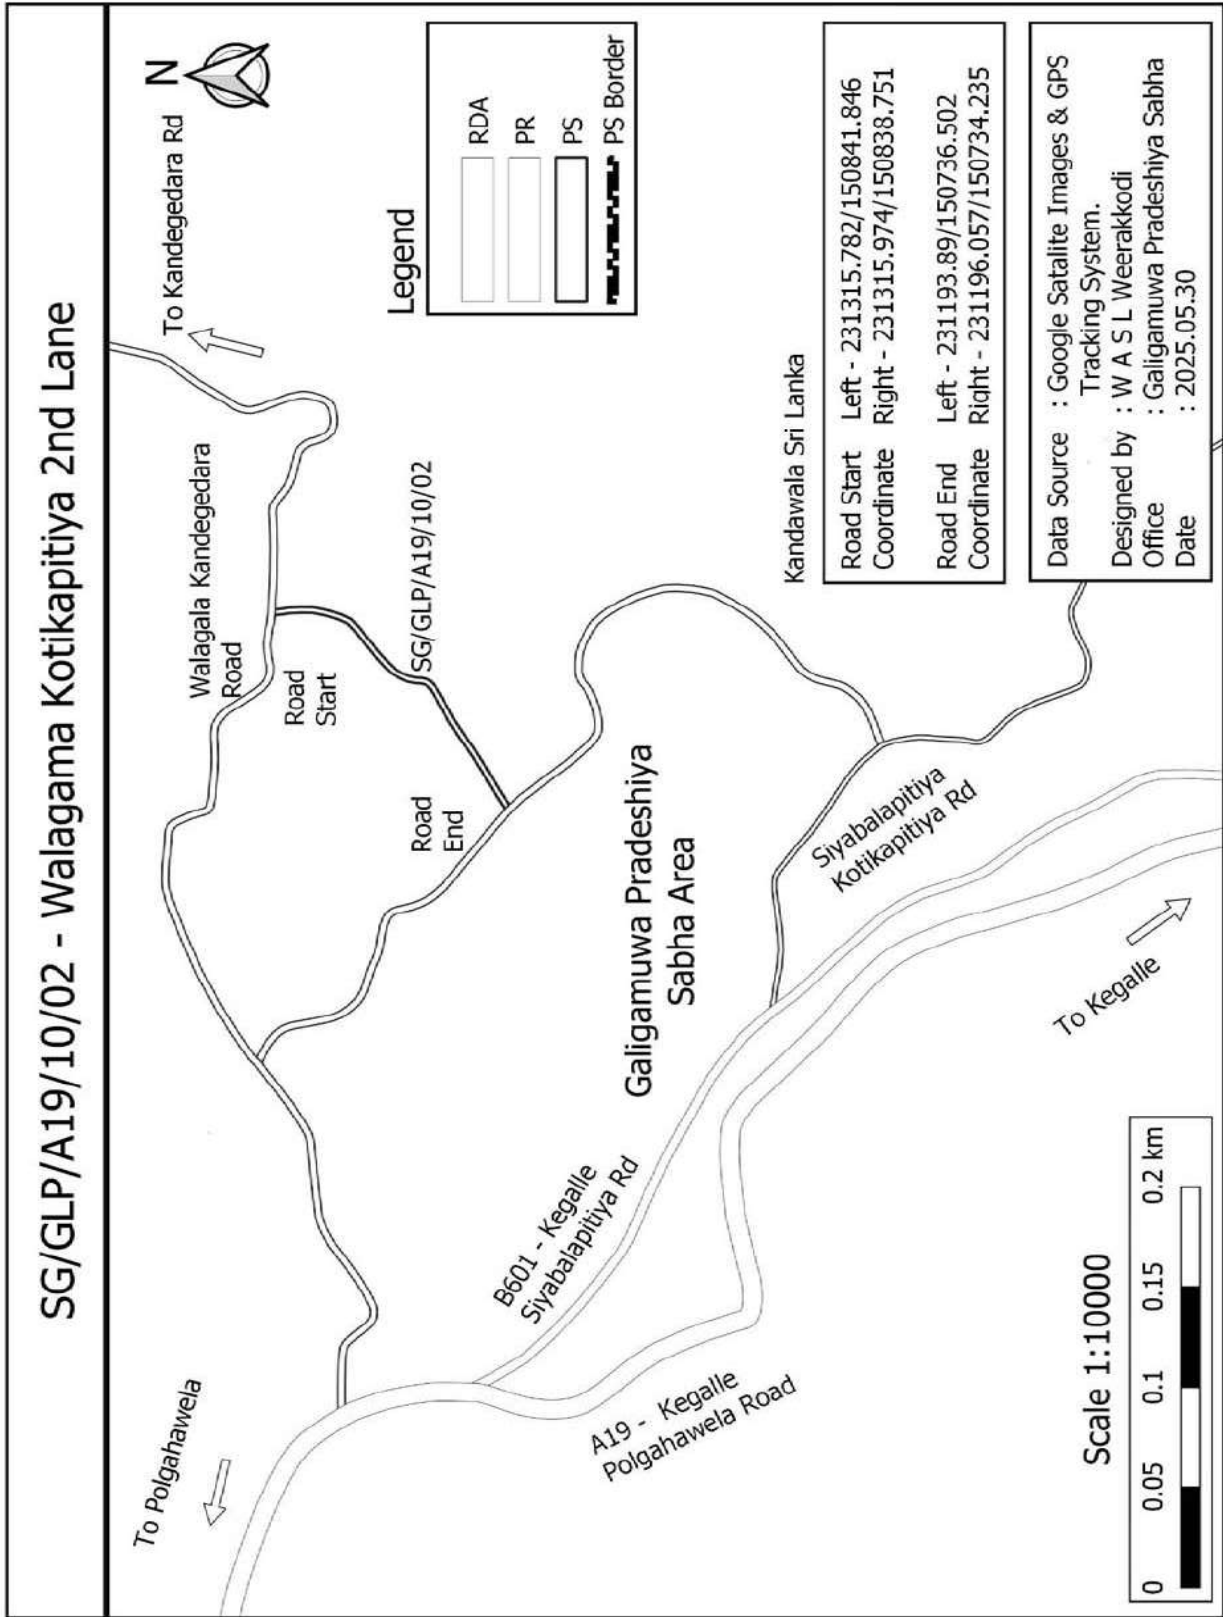 SG/GLP/A19/10/02 - Walagama Kotikapitiya 2nd Lane
N
To Kandegedara Rd
To Polgahawela
Walagala Kandegedara
Road
Road
Start
Road
End
SG/GLP/A19/10/02
Legend
RDA
PR
PS
PS Border
B601 - Kegalle
Siyabalapitiya Rd
A19 - Kegalle
Polgahawela Road
Galigamuwa Pradeshiya
Sabha Area
Siyabalapitiya
Kotikapitiya Rd
To Kegalle
Kandawala Sri Lanka
Road Start Left - 231315.782/150841.846
Coordinate Right - 231315.974/150838.751
Road End Left - 231193.89/150736.502
Coordinate Right - 231196.057/150734.235
Data Source : Google Satalite Images & GPS
Tracking System.
Designed by : W A S L Weerakkodi
Office : Galigamuwa Pradeshiya Sabha
Date : 2025.05.30
Scale 1:10000
0 0.05 0.1 0.15 0.2 km